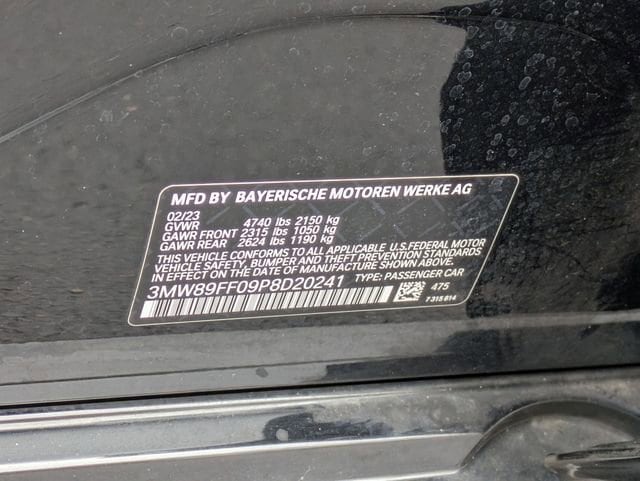 MFD BY BAYERISCHE MOTOREN WERKE AG
02/23
GVWR 4740 lbs 2150 kg
GAWR FRONT 2315 lbs 1050 kg
GAWR REAR 2624 lbs 1190 kg
THIS VEHICLE CONFORMS TO ALL APPLICABLE U.S.FEDERAL MOTOR
VEHICLE SAFETY, BUMPER AND THEFT PREVENTION STANDARDS
IN EFFECT ON THE DATE OF MANUFACTURE SHOWN ABOVE.
3MW89FF09P8D20241 TYPE: PASSENGER CAR
475
7315814